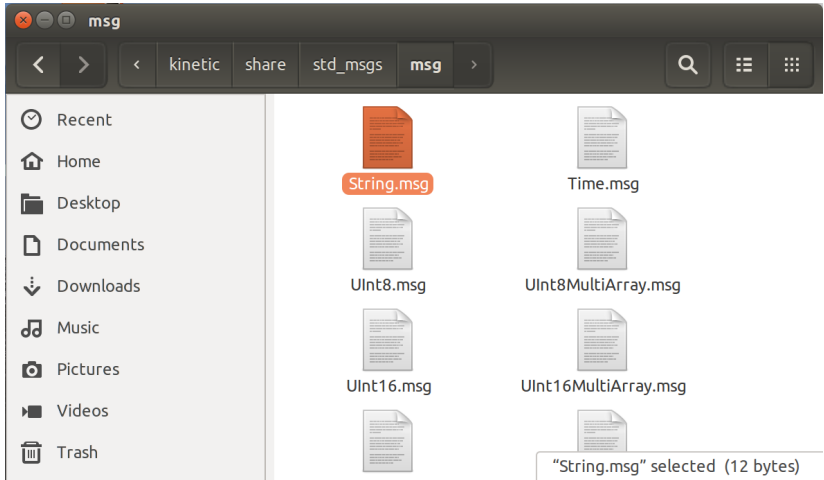 msg
kinetic share std_msgs msg
Recent
Home
Desktop
Documents
Downloads
Music
Pictures
Videos
Trash
String.msg Time.msg
UInt8.msg UInt8MultiArray.msg
UInt16.msg UInt16MultiArray.msg
“String.msg” selected (12 bytes)